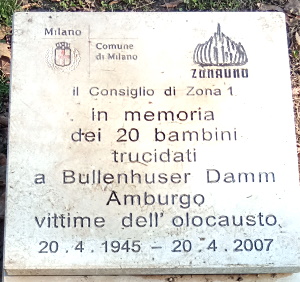 Milano
Comune
di Milano
ZONAUNO
il Consiglio di Zona 1
in memoria
dei 20 bambini
trucidati
a Bullenhuser Damm
Amburgo
vittime dell'olocausto
20.4.1945 – 20.4.2007